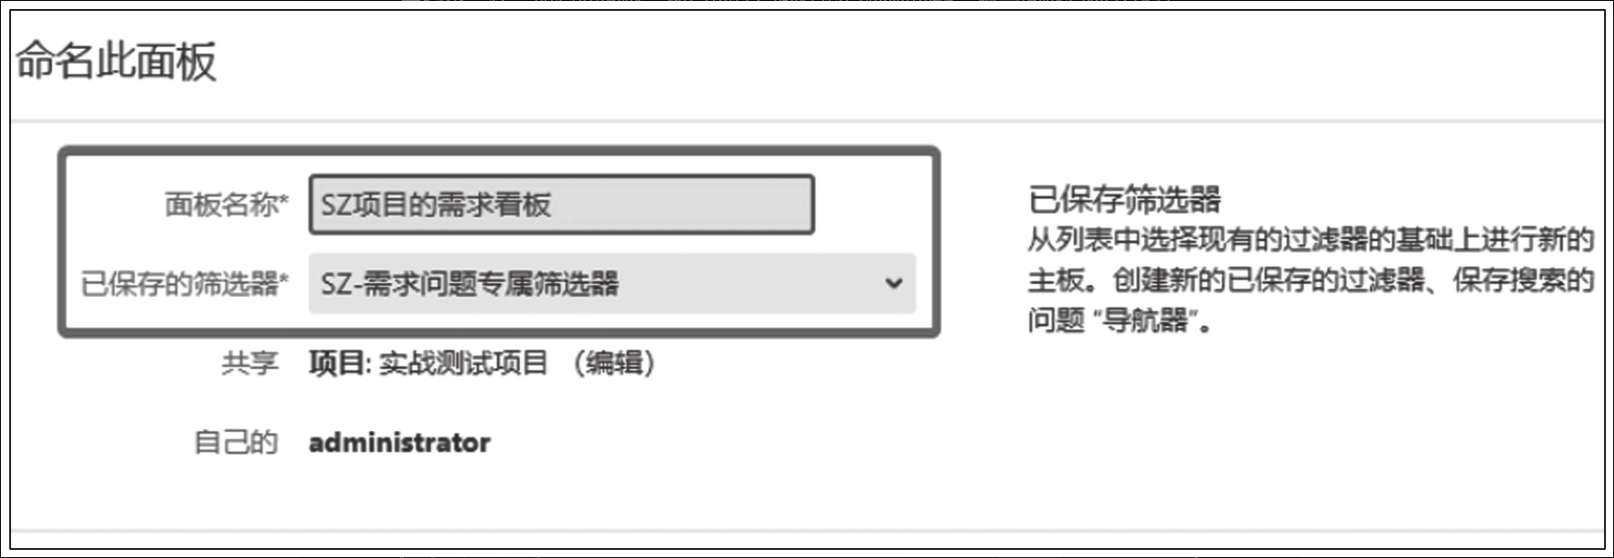 命名此面板
面板名称* SZ项目的需求看板
已保存的筛选器* SZ-需求问题专属筛选器
共享 项目: 实战测试项目 （编辑）
自己的 administrator
已保存筛选器
从列表中选择现有的过滤器的基础上进行新的
主板。创建新的已保存的过滤器、保存搜索的
问题 “导航器”。